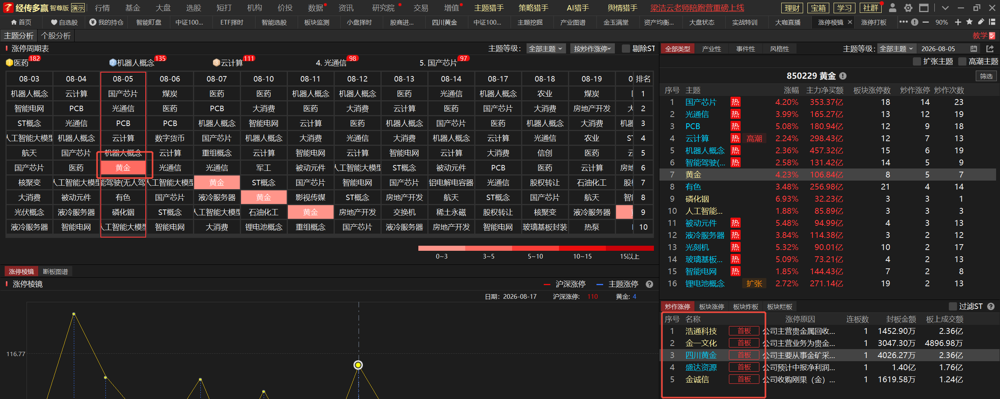 经传多赢 智尊版 演示 行情 基金 大盘 选股 短打 机构 价投 数据 资讯 研究院 交易 增值 主题猎手 策略猎手 AI猎手 舆情猎手 梁洁云老师陪跑营重磅上线 理财 宝箱 学习 社群
首页 自选股 我的持仓 智能盯盘 中证100... ETF择时 智能选股 板块监测 小盘择时 股商进... 四川黄金 中证100... 主题挖掘 产业图谱 金玉满堂 资产均衡... 大盘状态 实战特训 大咖直播 涨停棱镜 涨停打板 90%
主题分析 个股分析 教学
涨停周期表 主题等级: 全部主题 按炒作涨停 剔除ST
医药 182 机器人概念 135 云计算 111 4. 光通信 98 5. 国产芯片 97
08-03 08-04 08-05 08-06 08-07 08-10 08-11 08-12 08-13 08-14 08-17 08-18 08-19 0 排名
机器人概念 云计算 国产芯片 煤炭 医药 医药 机器人概念 机器人概念 医药 光通信 机器人概念 农业 煤炭 1
智能电网 PCB 光通信 医药 PCB 大消费 医药 大消费 云计算 医药 国产芯片 大消费 房地产开发 大 2
ST概念 光通信 PCB PCB 机器人概念 智能电网 云计算 医药 机器人概念 国产芯片 医药 机器人概念 大消费 机器 3
人工智能大模型 机器人概念 云计算 数字货币 国产芯片 机器人概念 大消费 光通信 大消费 机器人概念 云计算 光通信 农业 ST 4
航天 国产芯片 机器人概念 云计算 重组概念 云计算 智能电网 云计算 智能电网 云计算 大消费 信创 医药 云 5
国产芯片 医药 黄金 光通信 光通信 军工 被动元件 人工智能大模型 ST概念 被动元件 PCB 医药 云计算 房地 6
核聚变 人工智能大模型 能驾驶(无人驾 人工智能大模型 黄金 ST概念 国产芯片 智能电网 国产芯片 铝电解电容器 光通信 股权转让 石油化工 股 7
大消费 被动元件 有色 国产芯片 液冷服务器 黄金 影视传媒 ST概念 房地产开发 航天 ST概念 国产芯片 航天 智 8
光伏概念 液冷服务器 磷化铟 ST概念 人工智能大模型 石油化工 黄金 房地产开发 交换机 稀土永磁 股权转让 核聚变 液冷服务器 9
液冷服务器 智能电网 人工智能大模型 智能电网 大消费 锂电池概念 重组概念 国产芯片 液冷服务器 房地产开发 智能电网 玻璃基板封装 热泵 10
0~3 3~5 5~10 10~15 15以上
涨停棱镜 断板图谱
涨停棱镜 沪深涨停 主题涨停
日期: 2026-08-17 沪深涨停: 110 黄金: 4
116.77
全部类型 产业性 事件性 风格性 主题等级: 全部主题 2026-08-05
扩张主题 高潮主题
850229 黄金 筛选
序号 主题 涨幅 主力净买额 板块涨停数 炒作涨停 炒作次数
1 国产芯片 热 4.20% 353.37亿 18 14 23
2 光通信 热 3.99% 165.27亿 13 12 19
3 PCB 热 5.08% 180.94亿 12 9 18
4 云计算 热 高潮 2.24% 298.43亿 12 7 13
5 机器人概念 热 2.36% 457.32亿 15 6 19
6 智能驾驶(... 热 2.58% 131.42亿 14 5 9
7 黄金 4.23% 106.84亿 8 5 7
8 有色 3.48% 256.98亿 21 4 14
9 磷化铟 6.93% 32.23亿 3 3 1
10 人工智能... 1.88% 85.89亿 3 3 3
11 被动元件 热 5.48% 94.99亿 4 3 13
12 液冷服务器 热 3.84% 114.38亿 3 2 12
13 光刻机 热 5.32% 90.01亿 10 2 17
14 玻璃基板... 热 5.09% 73.21亿 4 2 13
15 智能电网 热 1.85% 144.43亿 7 2 8
16 锂电池概念 扩张 2.72% 271.14亿 19 2 13
炒作涨停 板块涨停 板块炸板 板块烂板 过滤ST
序号 名称 涨停原因 连板数 封板金额 板上成交额
1 浩通科技 首板 公司主营贵金属回收... 1 1452.90万 2.36亿
2 金一文化 首板 公司主营业务为贵金... 1 3047.30万 4896.98万
3 四川黄金 首板 公司主要从事金矿采... 1 4026.27万 2.36亿
4 盛达资源 首板 公司预计中报净利润... 1 1.40亿 1.76亿
5 金诚信 首板 公司收购刚果（金）... 1 1619.58万 1.24亿